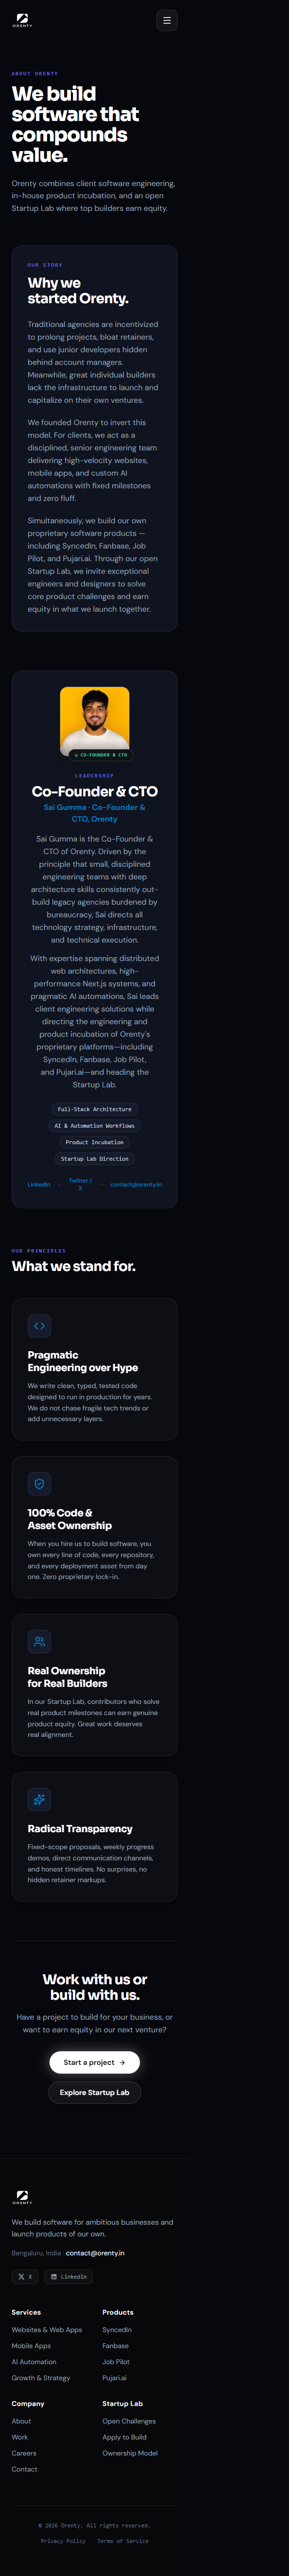 ORENTY
ABOUT ORENTY
We build
software that
compounds
value.
Orenty combines client software engineering,
in-house product incubation, and an open
Startup Lab where top builders earn equity.
OUR STORY
Why we
started Orenty.
Traditional agencies are incentivized
to prolong projects, bloat retainers,
and use junior developers hidden
behind account managers.
Meanwhile, great individual builders
lack the infrastructure to launch and
capitalize on their own ventures.
We founded Orenty to invert this
model. For clients, we act as a
disciplined, senior engineering team
delivering high-velocity websites,
mobile apps, and custom AI
automations with fixed milestones
and zero fluff.
Simultaneously, we build our own
proprietary software products —
including SyncedIn, Fanbase, Job
Pilot, and Pujari.ai. Through our open
Startup Lab, we invite exceptional
engineers and designers to solve
core product challenges and earn
equity in what we launch together.
CO-FOUNDER & CTO
LEADERSHIP
Co-Founder & CTO
Sai Gumma · Co-Founder &
CTO, Orenty
Sai Gumma is the Co-Founder &
CTO of Orenty. Driven by the
principle that small, disciplined
engineering teams with deep
architecture skills consistently out-
build legacy agencies burdened by
bureaucracy, Sai directs all
technology strategy, infrastructure,
and technical execution.
With expertise spanning distributed
web architectures, high-
performance Next.js systems, and
pragmatic AI automations, Sai leads
client engineering solutions while
directing the engineering and
product incubation of Orenty's
proprietary platforms—including
SyncedIn, Fanbase, Job Pilot,
and Pujari.ai—and heading the
Startup Lab.
Full-Stack Architecture
AI & Automation Workflows
Product Incubation
Startup Lab Direction
LinkedIn · Twitter / X · contact@orenty.in
OUR PRINCIPLES
What we stand for.
Pragmatic
Engineering over Hype
We write clean, typed, tested code
designed to run in production for years.
We do not chase fragile tech trends or
add unnecessary layers.
100% Code &
Asset Ownership
When you hire us to build software, you
own every line of code, every repository,
and every deployment asset from day
one. Zero proprietary lock-in.
Real Ownership
for Real Builders
In our Startup Lab, contributors who solve
real product milestones can earn genuine
product equity. Great work deserves
real alignment.
Radical Transparency
Fixed-scope proposals, weekly progress
demos, direct communication channels,
and honest timelines. No surprises, no
hidden retainer markups.
Work with us or
build with us.
Have a project to build for your business, or
want to earn equity in our next venture?
Start a project →
Explore Startup Lab
ORENTY
We build software for ambitious businesses and
launch products of our own.
Bengaluru, India · contact@orenty.in
X
LinkedIn
Services
Websites & Web Apps
Mobile Apps
AI Automation
Growth & Strategy
Products
SyncedIn
Fanbase
Job Pilot
Pujari.ai
Company
About
Work
Careers
Contact
Startup Lab
Open Challenges
Apply to Build
Ownership Model
© 2026 Orenty. All rights reserved.
Privacy Policy
Terms of Service